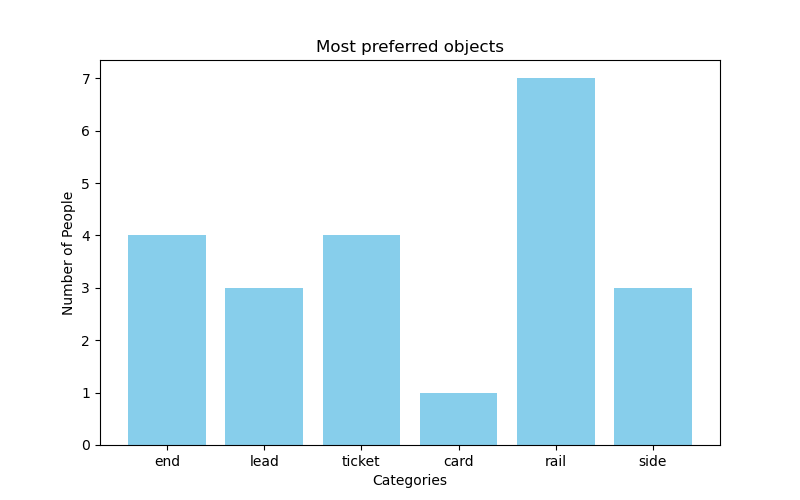 Most preferred objects
Number of People
7
6
5
4
3
2
1
0
end lead ticket card rail side
Categories